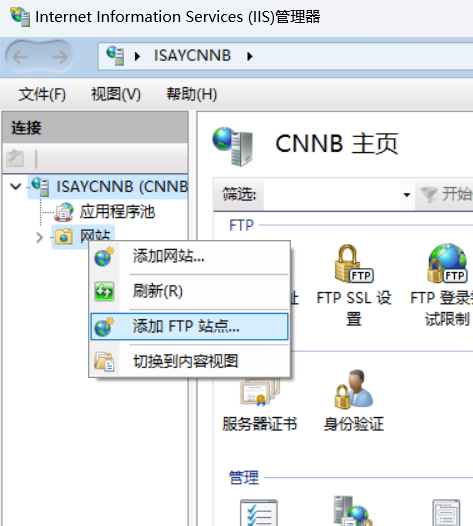 Internet Information Services (IIS)管理器
ISAYCNNB
文件(F) 视图(V) 帮助(H)
连接
CNNB 主页
筛选: 开始
ISAYCNNB (CNNB
应用程序池
网站
FTP
添加网站...
刷新(R)
添加 FTP 站点...
切换到内容视图
址
FTP SSL 设
置
FTP 登录
试限制
服务器证书
身份验证
管理